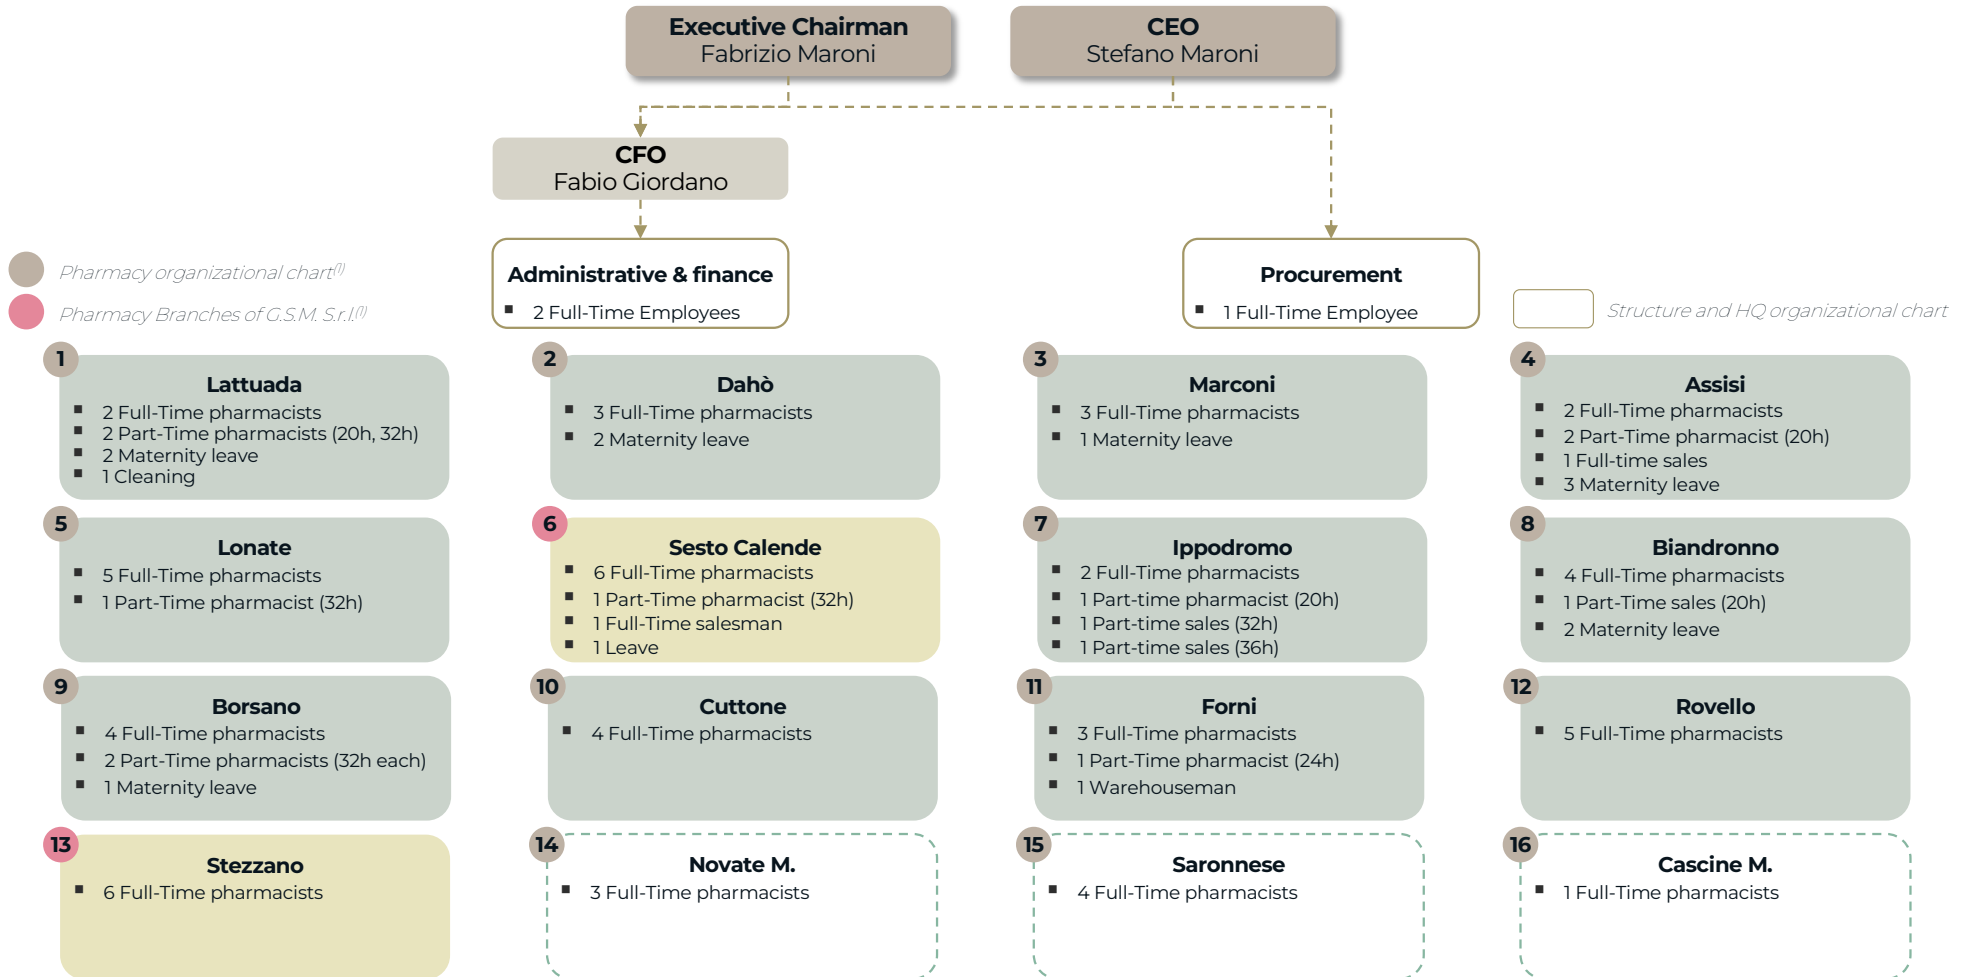 Executive Chairman
Fabrizio Maroni
CEO
Stefano Maroni
CFO
Fabio Giordano
Administrative & finance
▪ 2 Full-Time Employees
Procurement
▪ 1 Full-Time Employee
Pharmacy organizational chart(1)
Pharmacy Branches of G.S.M. S.r.l.(1)
Structure and HQ organizational chart
1
Lattuada
▪ 2 Full-Time pharmacists
▪ 2 Part-Time pharmacists (20h, 32h)
▪ 2 Maternity leave
▪ 1 Cleaning
2
Dahò
▪ 3 Full-Time pharmacists
▪ 2 Maternity leave
3
Marconi
▪ 3 Full-Time pharmacists
▪ 1 Maternity leave
4
Assisi
▪ 2 Full-Time pharmacists
▪ 2 Part-Time pharmacist (20h)
▪ 1 Full-time sales
▪ 3 Maternity leave
5
Lonate
▪ 5 Full-Time pharmacists
▪ 1 Part-Time pharmacist (32h)
6
Sesto Calende
▪ 6 Full-Time pharmacists
▪ 1 Part-Time pharmacist (32h)
▪ 1 Full-Time salesman
▪ 1 Leave
7
Ippodromo
▪ 2 Full-Time pharmacists
▪ 1 Part-time pharmacist (20h)
▪ 1 Part-time sales (32h)
▪ 1 Part-time sales (36h)
8
Biandronno
▪ 4 Full-Time pharmacists
▪ 1 Part-Time sales (20h)
▪ 2 Maternity leave
9
Borsano
▪ 4 Full-Time pharmacists
▪ 2 Part-Time pharmacists (32h each)
▪ 1 Maternity leave
10
Cuttone
▪ 4 Full-Time pharmacists
11
Forni
▪ 3 Full-Time pharmacists
▪ 1 Part-Time pharmacist (24h)
▪ 1 Warehouseman
12
Rovello
▪ 5 Full-Time pharmacists
13
Stezzano
▪ 6 Full-Time pharmacists
14
Novate M.
▪ 3 Full-Time pharmacists
15
Saronnese
▪ 4 Full-Time pharmacists
16
Cascine M.
▪ 1 Full-Time pharmacists